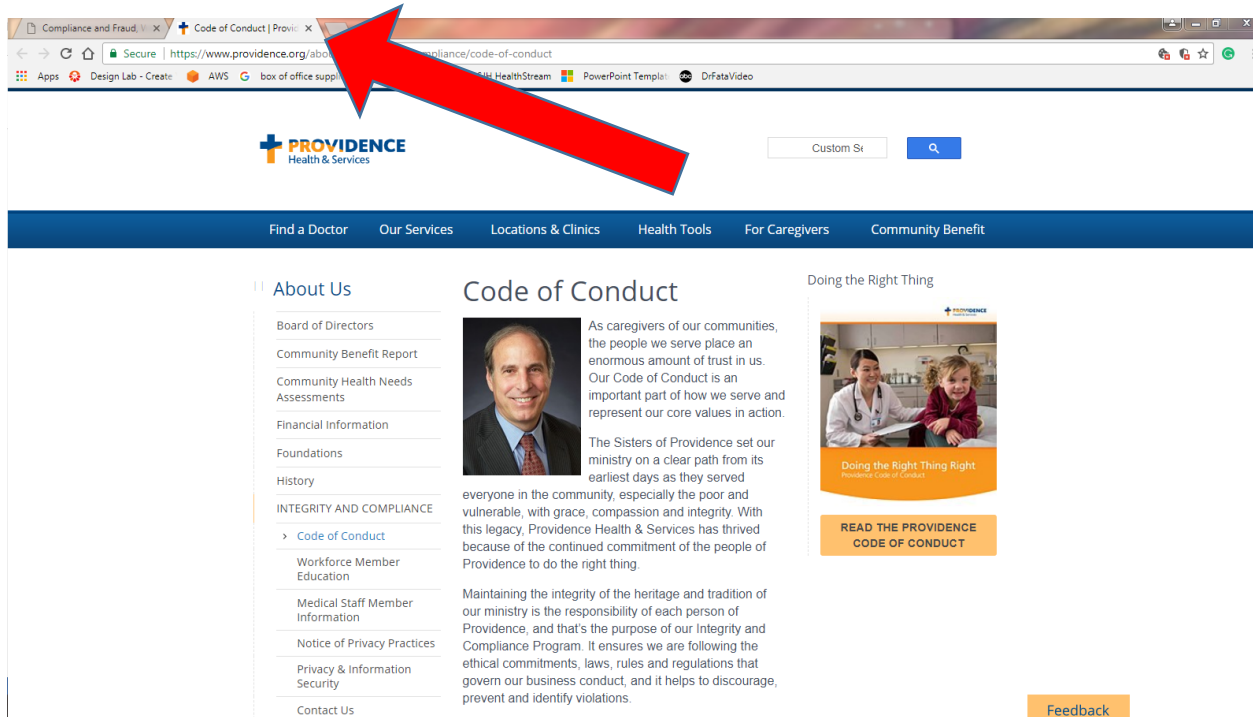 Compliance and Fraud, W
Code of Conduct | Provid
Secure | https://www.providence.org/abou mpliance/code-of-conduct
Apps Design Lab - Create AWS box of office suppli HealthStream PowerPoint Templat DrFataVideo
PROVIDENCE
Health & Services
Custom Se
Find a Doctor Our Services Locations & Clinics Health Tools For Caregivers Community Benefit
About Us
Board of Directors
Community Benefit Report
Community Health Needs
Assessments
Financial Information
Foundations
History
INTEGRITY AND COMPLIANCE
> Code of Conduct
Workforce Member
Education
Medical Staff Member
Information
Notice of Privacy Practices
Privacy & Information
Security
Contact Us
Code of Conduct
As caregivers of our communities,
the people we serve place an
enormous amount of trust in us.
Our Code of Conduct is an
important part of how we serve and
represent our core values in action.
The Sisters of Providence set our
ministry on a clear path from its
earliest days as they served
everyone in the community, especially the poor and
vulnerable, with grace, compassion and integrity. With
this legacy, Providence Health & Services has thrived
because of the continued commitment of the people of
Providence to do the right thing.
Maintaining the integrity of the heritage and tradition of
our ministry is the responsibility of each person of
Providence, and that's the purpose of our Integrity and
Compliance Program. It ensures we are following the
ethical commitments, laws, rules and regulations that
govern our business conduct, and it helps to discourage,
prevent and identify violations.
Doing the Right Thing
PROVIDENCE
Health & Services
Doing the Right Thing Right
Providence Code of Conduct
READ THE PROVIDENCE
CODE OF CONDUCT
Feedback